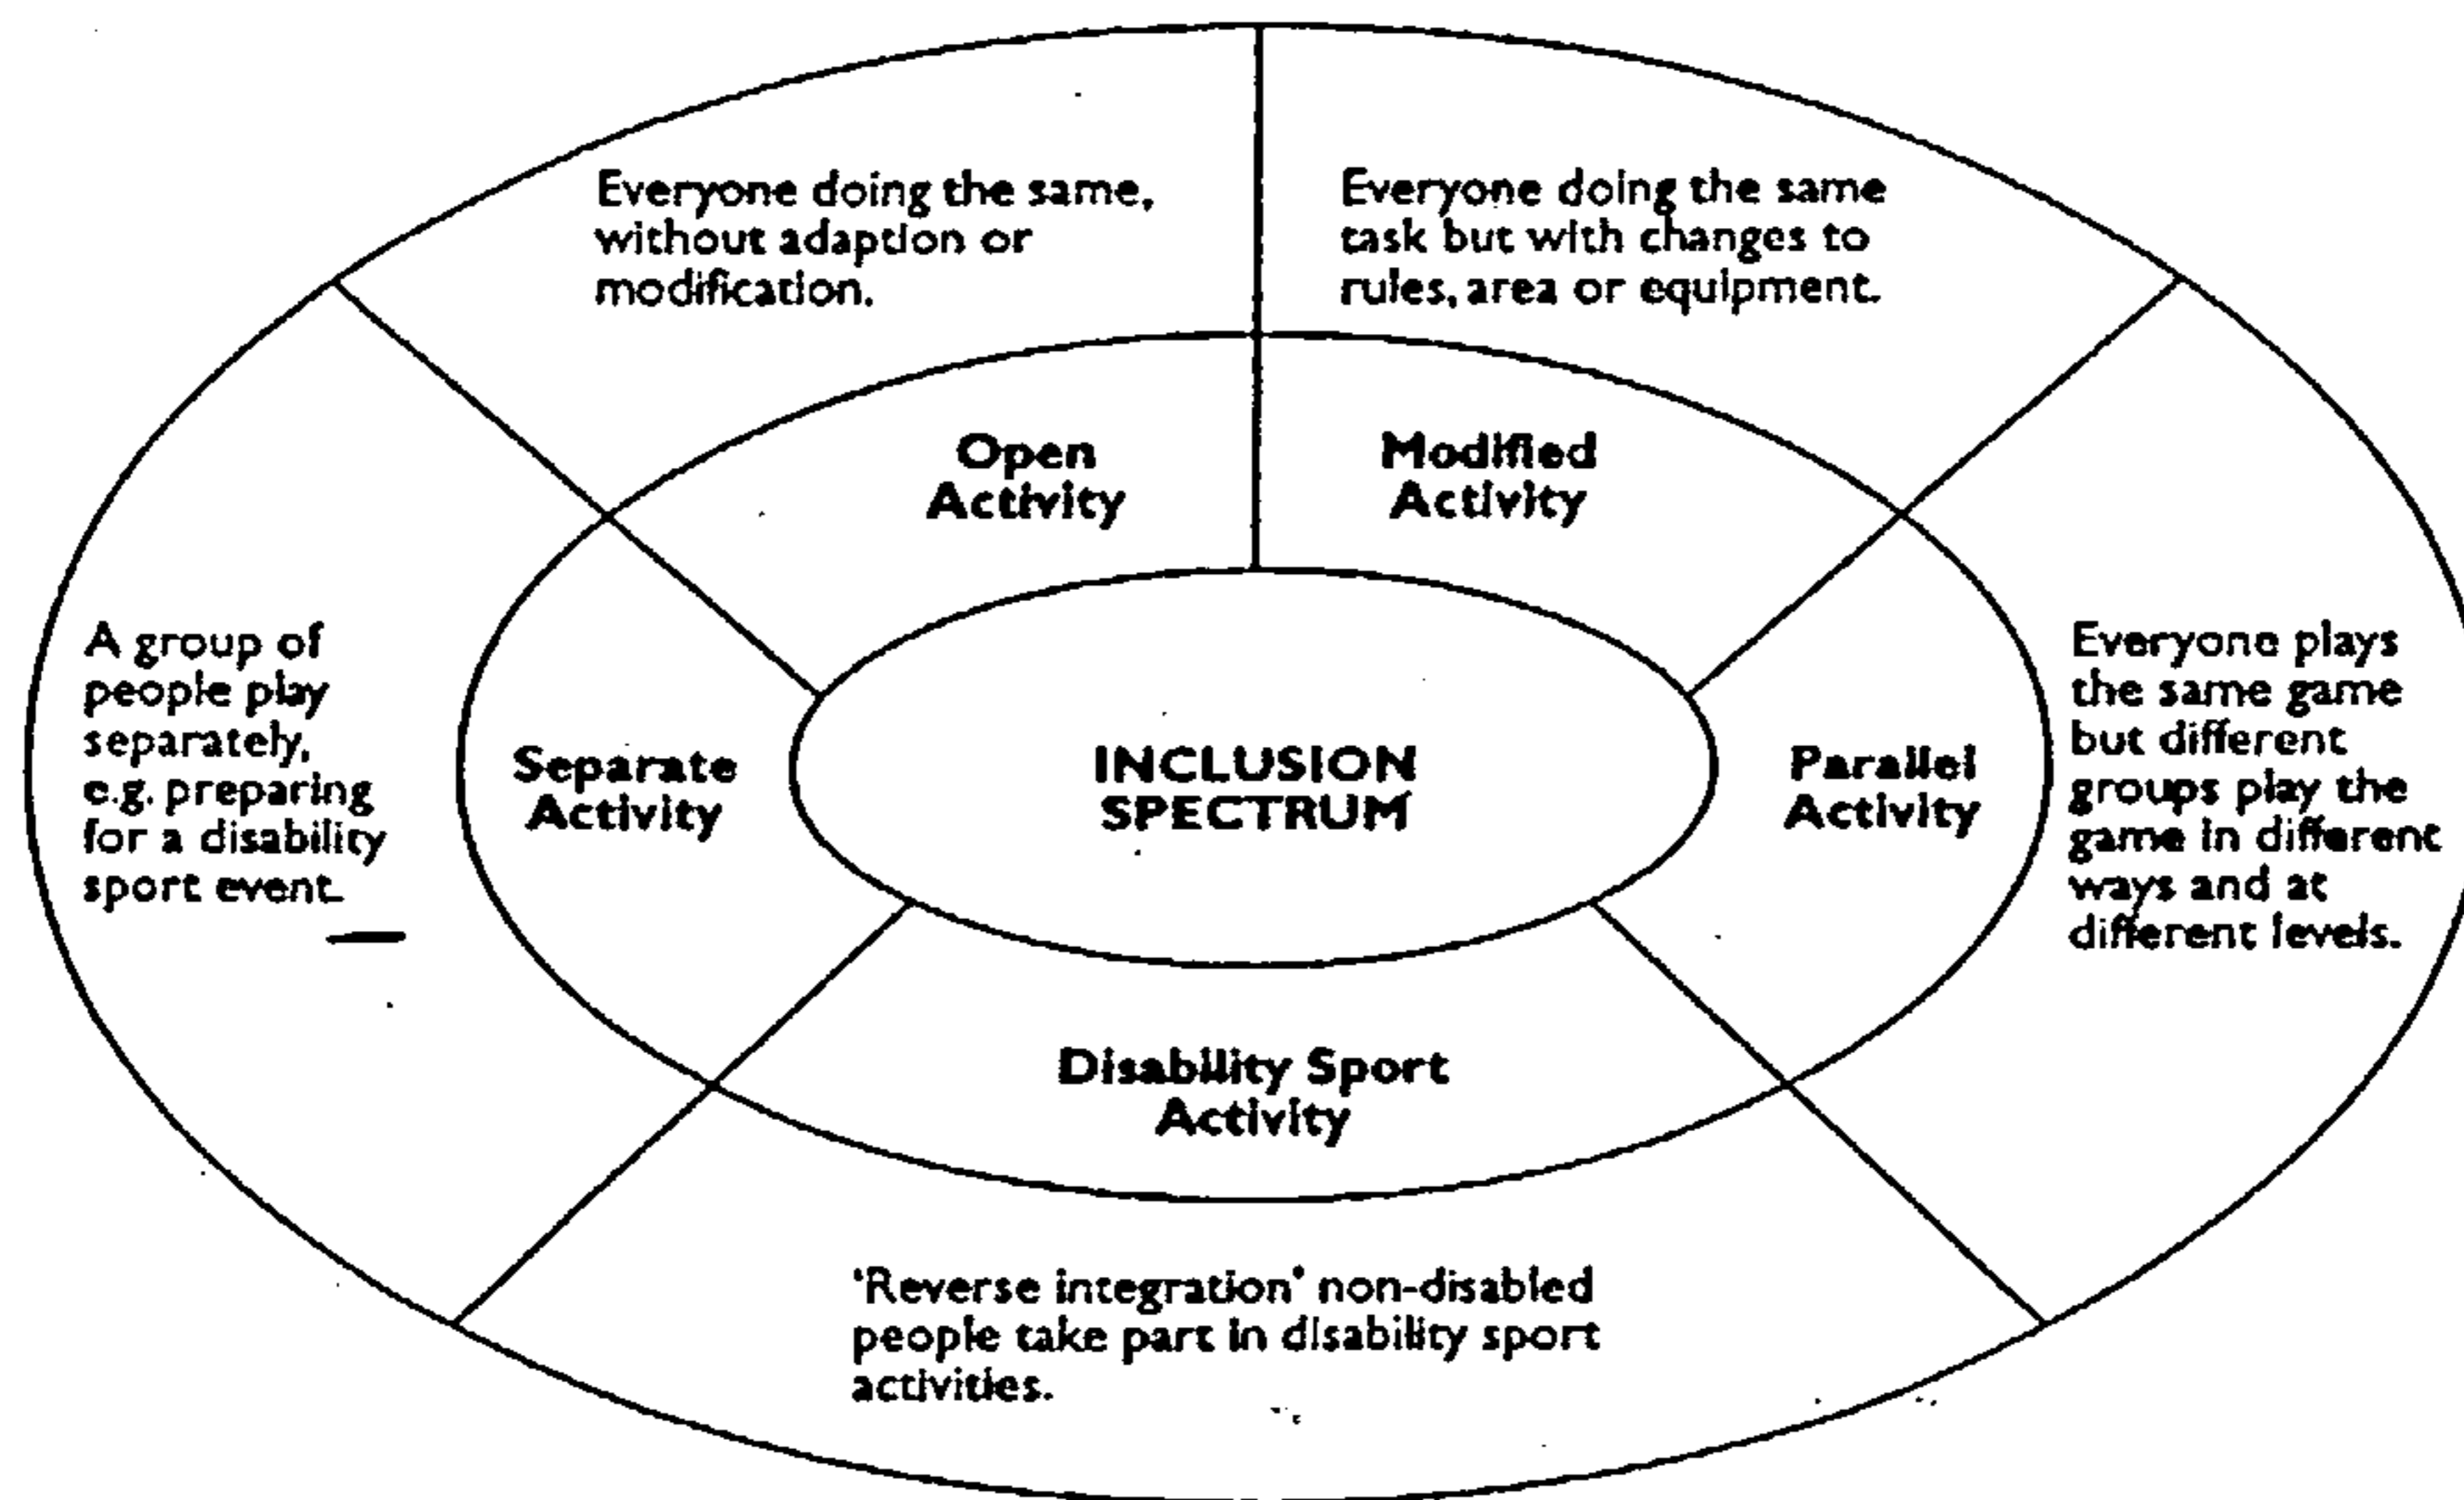 Everyone doing the same,
without adaption or
modification.
Everyone doing the same
task but with changes to
rules, area or equipment.
Open
Activity
Modified
Activity
A group of
people play
separately,
e.g. preparing
for a disability
sport event.
Separate
Activity
INCLUSION
SPECTRUM
Parallel
Activity
Everyone plays
the same game
but different
groups play the
game in different
ways and at
different levels.
Disability Sport
Activity
'Reverse integration' non-disabled
people take part in disability sport
activities.